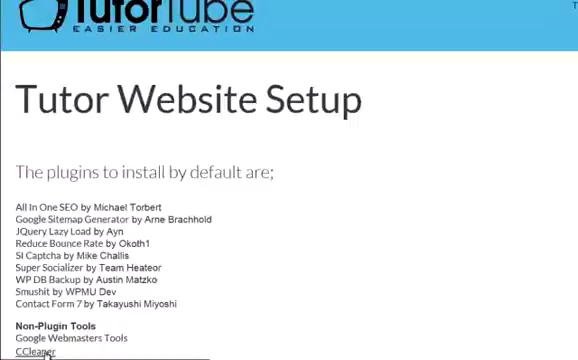 TutorTube
EASIER EDUCATION
T
Tutor Website Setup
The plugins to install by default are;
All In One SEO by Michael Torbert
Google Sitemap Generator by Arne Brachhold
JQuery Lazy Load by Ayn
Reduce Bounce Rate by Okoth1
SI Captcha by Mike Challis
Super Socializer by Team Heateor
WP DB Backup by Austin Matzko
Smushit by WPMU Dev
Contact Form 7 by Takayushi Miyoshi
Non-Plugin Tools
Google Webmasters Tools
CCleaner